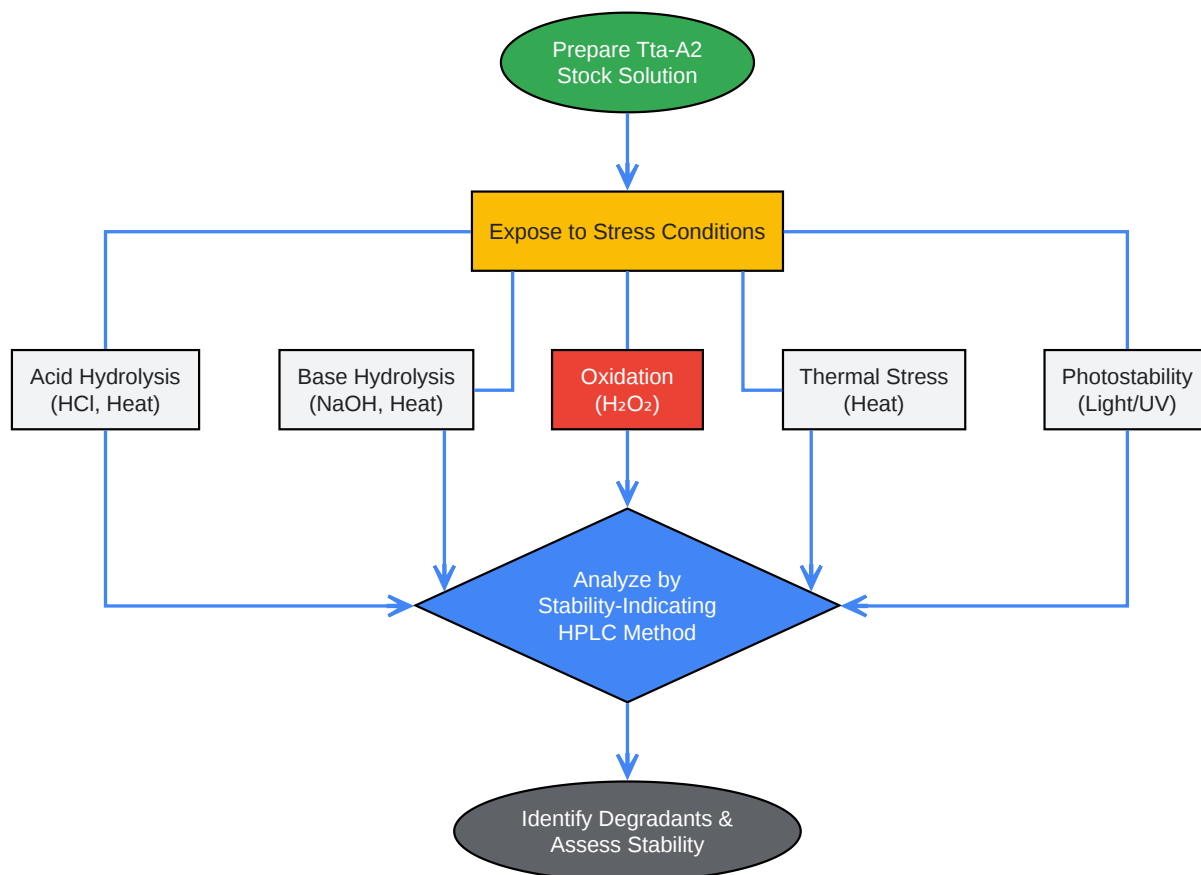 Prepare Tta-A2
Stock Solution
Expose to Stress Conditions
Acid Hydrolysis
(HCl, Heat)
Base Hydrolysis
(NaOH, Heat)
Oxidation
(H₂O₂)
Thermal Stress
(Heat)
Photostability
(Light/UV)
Analyze by
Stability-Indicating
HPLC Method
Identify Degradants &
Assess Stability